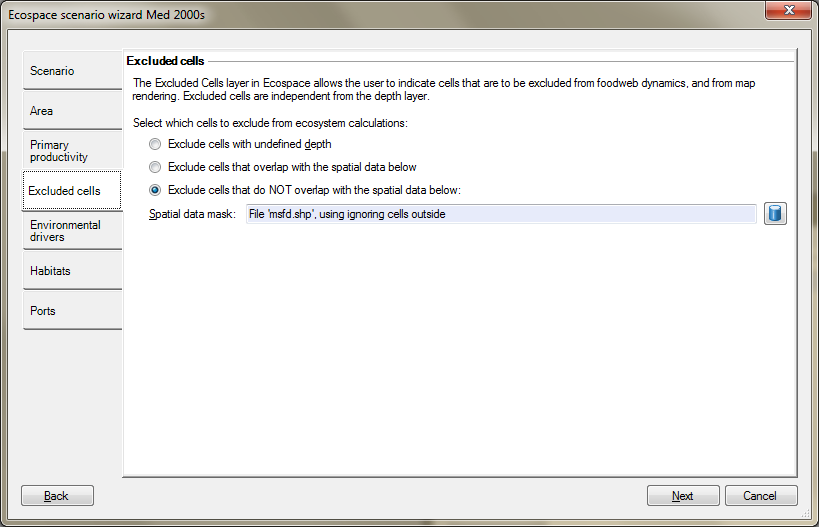 Ecospace scenario wizard Med 2000s
Scenario
Area
Primary
productivity
Excluded cells
Environmental
drivers
Habitats
Ports
Excluded cells
The Excluded Cells layer in Ecospace allows the user to indicate cells that are to be excluded from foodweb dynamics, and from map
rendering. Excluded cells are independent from the depth layer.
Select which cells to exclude from ecosystem calculations:
Exclude cells with undefined depth
Exclude cells that overlap with the spatial data below
Exclude cells that do NOT overlap with the spatial data below:
Spatial data mask: File 'msfd.shp', using ignoring cells outside
Back Next Cancel